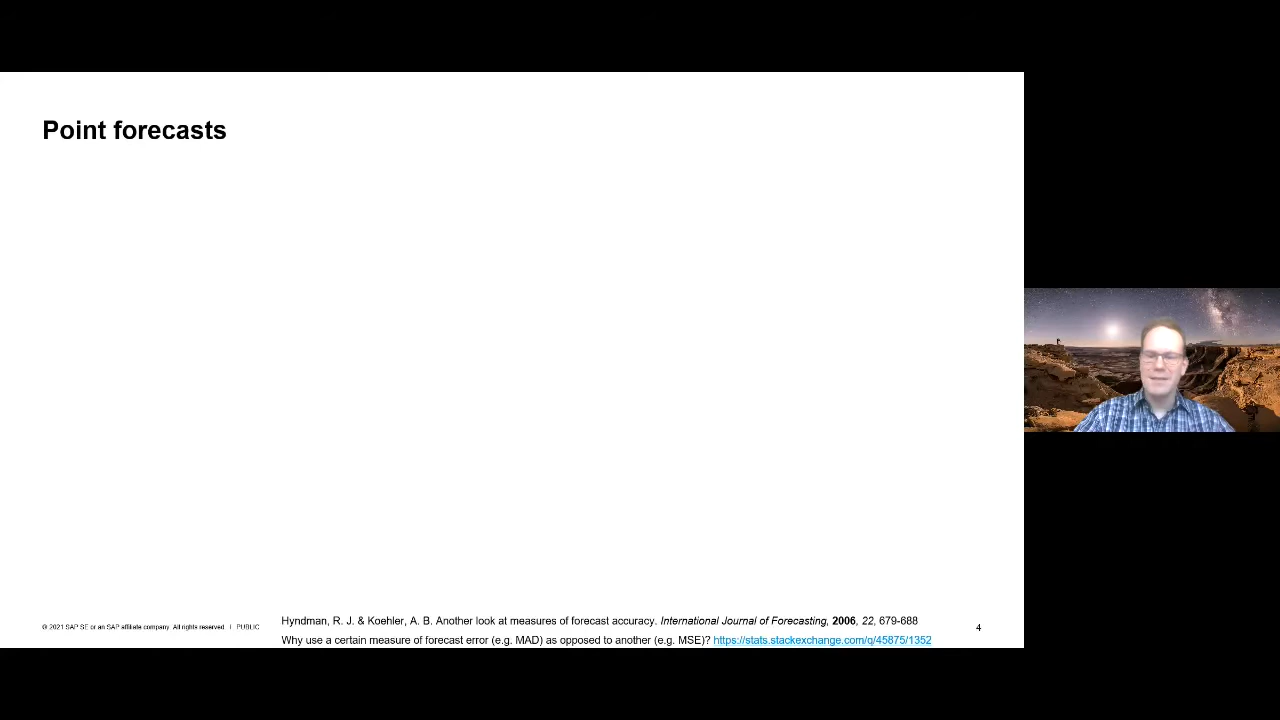 Point forecasts
© 2021 SAP SE or an SAP affiliate company. All rights reserved. I PUBLIC
Hyndman, R. J. & Koehler, A. B. Another look at measures of forecast accuracy. International Journal of Forecasting, 2006, 22, 679-688
Why use a certain measure of forecast error (e.g. MAD) as opposed to another (e.g. MSE)? https://stats.stackexchange.com/q/45875/1352
4